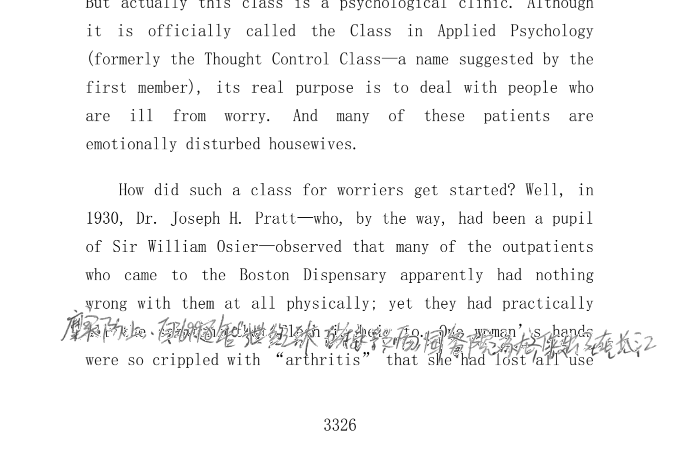 But actually this class is a psychological clinic. Although
it is officially called the Class in Applied Psychology
(formerly the Thought Control Class—a name suggested by the
first member), its real purpose is to deal with people who
are ill from worry. And many of these patients are
emotionally disturbed housewives.
How did such a class for worriers get started? Well, in
1930, Dr. Joseph H. Pratt—who, by the way, had been a pupil
of Sir William Osier—observed that many of the outpatients
who came to the Boston Dispensary apparently had nothing
wrong with them at all physically; yet they had practically
to. One woman’s hands
were so crippled with “arthritis” that she had lost all use
3326